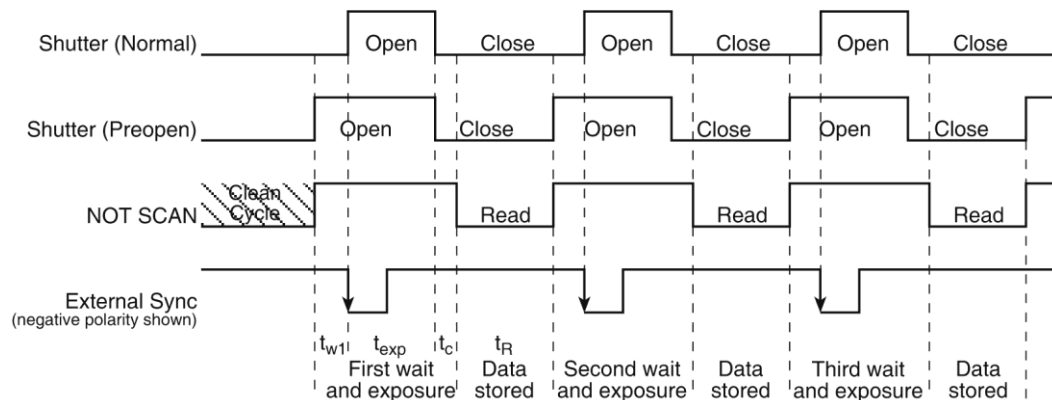 Shutter (Normal)
Open Close Open Close Open Close
Shutter (Preopen)
Open Close Open Close Open Close
Clean
Cycle
NOT SCAN
Read Read Read
External Sync
(negative polarity shown)
tw1 texp tc tR
First wait and exposure
Data stored
Second wait and exposure
Data stored
Third wait and exposure
Data stored